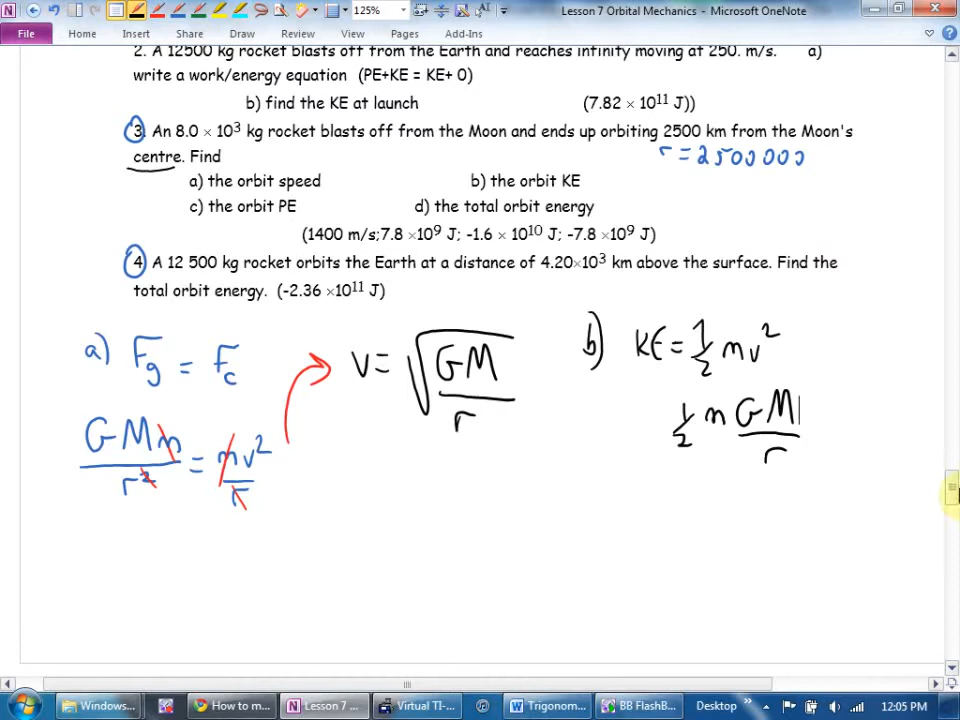 Lesson 7 Orbital Mechanics - Microsoft OneNote
125%
File Home Insert Share Draw Review View Pages Add-Ins
2. A 12500 kg rocket blasts off from the Earth and reaches infinity moving at 250. m/s. a)
write a work/energy equation (PE+KE = KE+ 0)
b) find the KE at launch (7.82 × 10¹¹ J))
3. An 8.0 × 10³ kg rocket blasts off from the Moon and ends up orbiting 2500 km from the Moon's
centre. Find
r = 2500000
a) the orbit speed b) the orbit KE
c) the orbit PE d) the total orbit energy
(1400 m/s;7.8 ×10⁹ J; -1.6 × 10¹⁰ J; -7.8 ×10⁹ J)
4 A 12 500 kg rocket orbits the Earth at a distance of 4.20×10³ km above the surface. Find the
total orbit energy. (-2.36 ×10¹¹ J)
a) Fg = Fc
GMm/r² = mv²/r
v = √(GM/r)
b) KE = ½ mv²
½ m GM/r
Windows... How to m... Lesson 7 ... Virtual TI-... Trigonom... BB FlashB... Desktop » 12:05 PM